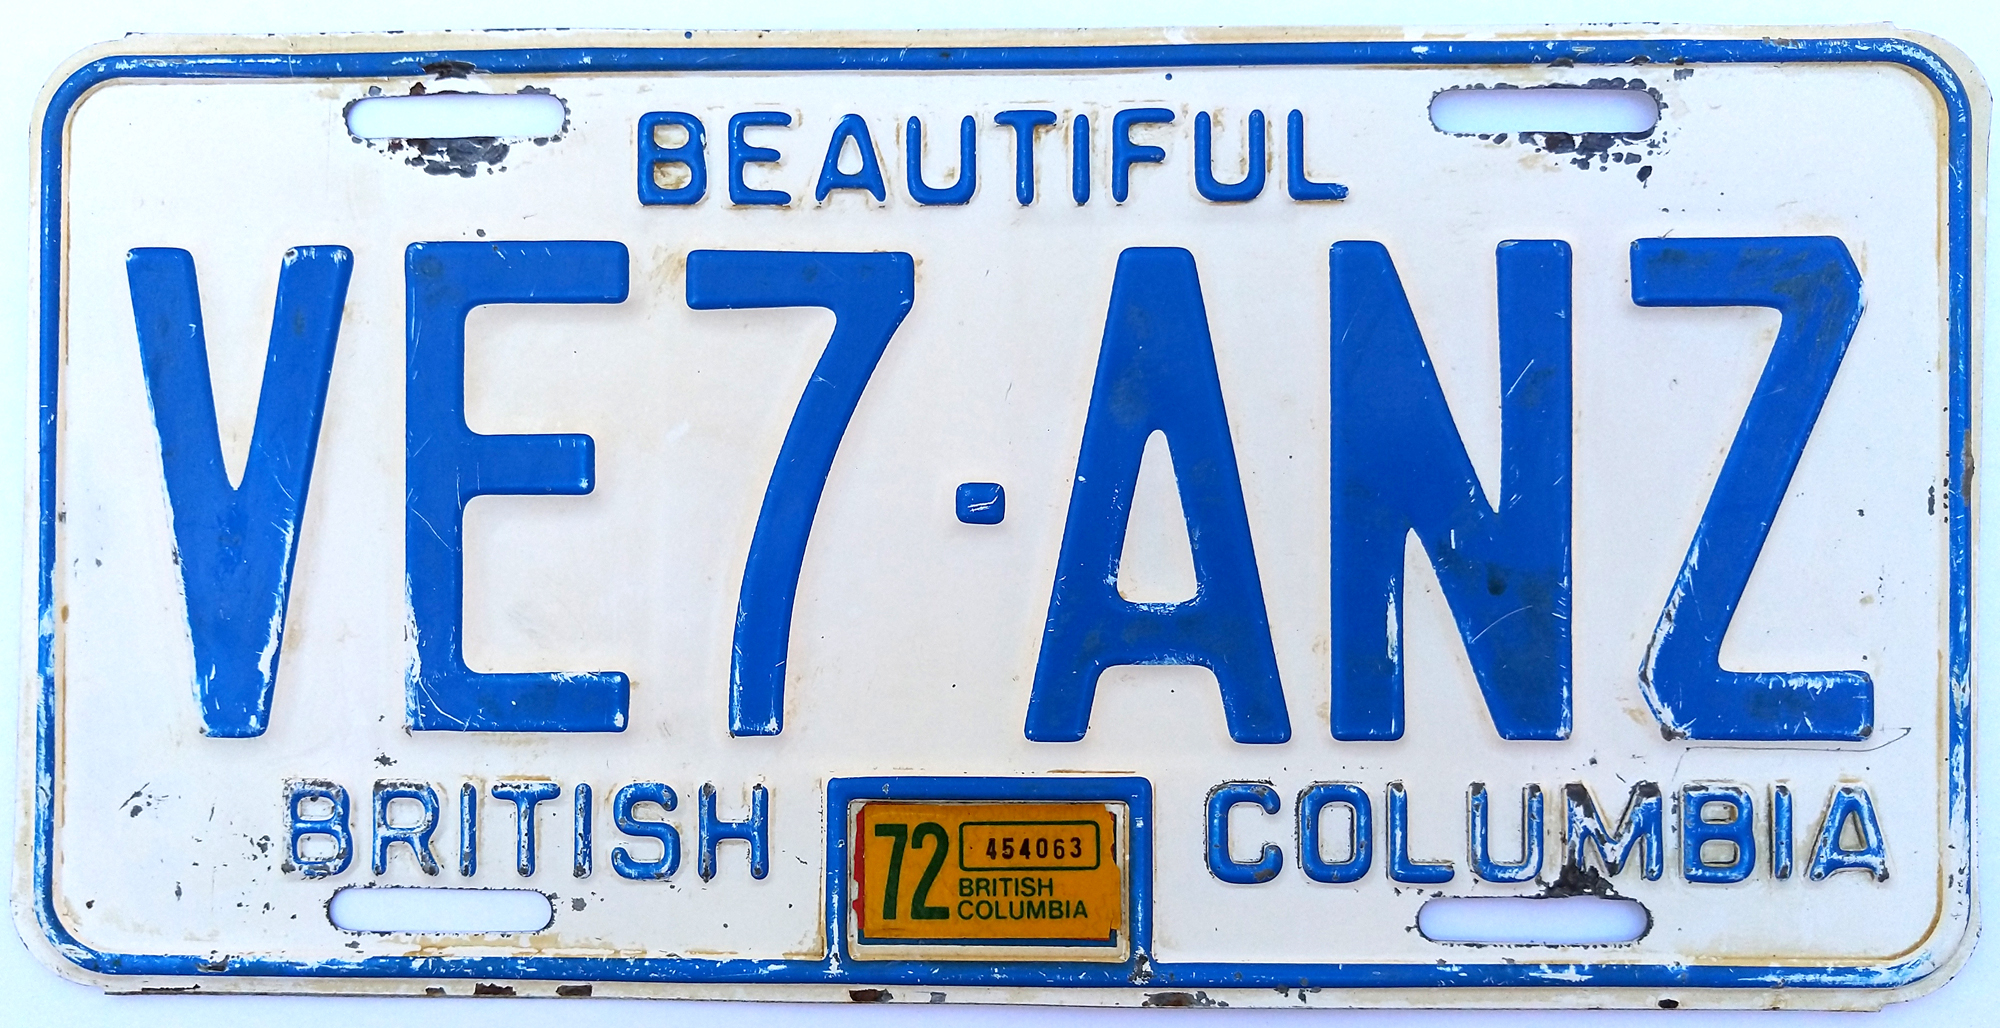 BEAUTIFUL
VE7·ANZ
BRITISH COLUMBIA
72 454063
BRITISH
COLUMBIA